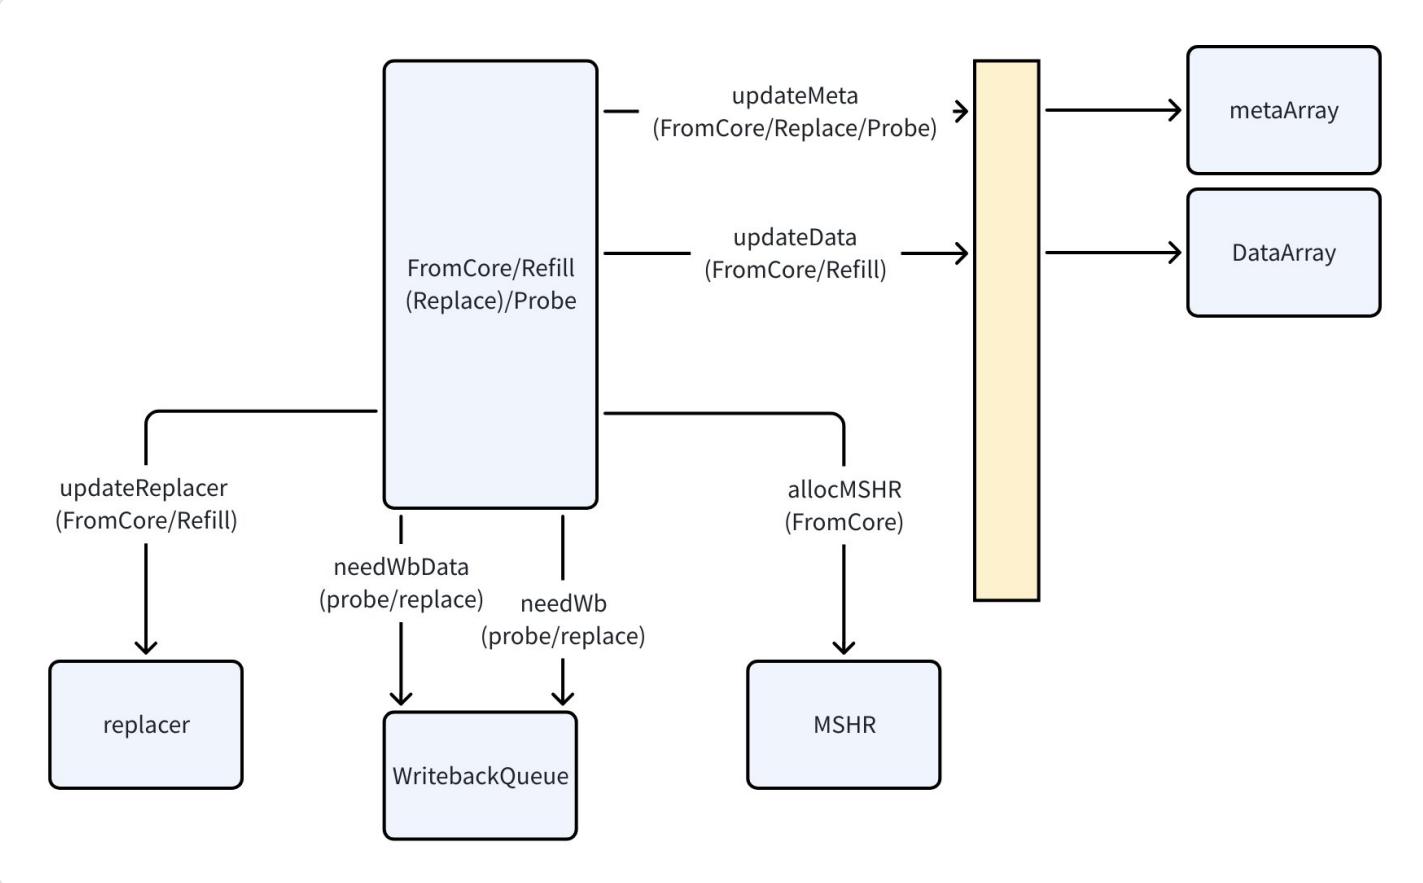 updateMeta
(FromCore/Replace/Probe)
metaArray
updateData
(FromCore/Refill)
DataArray
FromCore/Refill
(Replace)/Probe
updateReplacer
(FromCore/Refill)
needWbData
(probe/replace)
needWb
(probe/replace)
allocMSHR
(FromCore)
replacer
WritebackQueue
MSHR